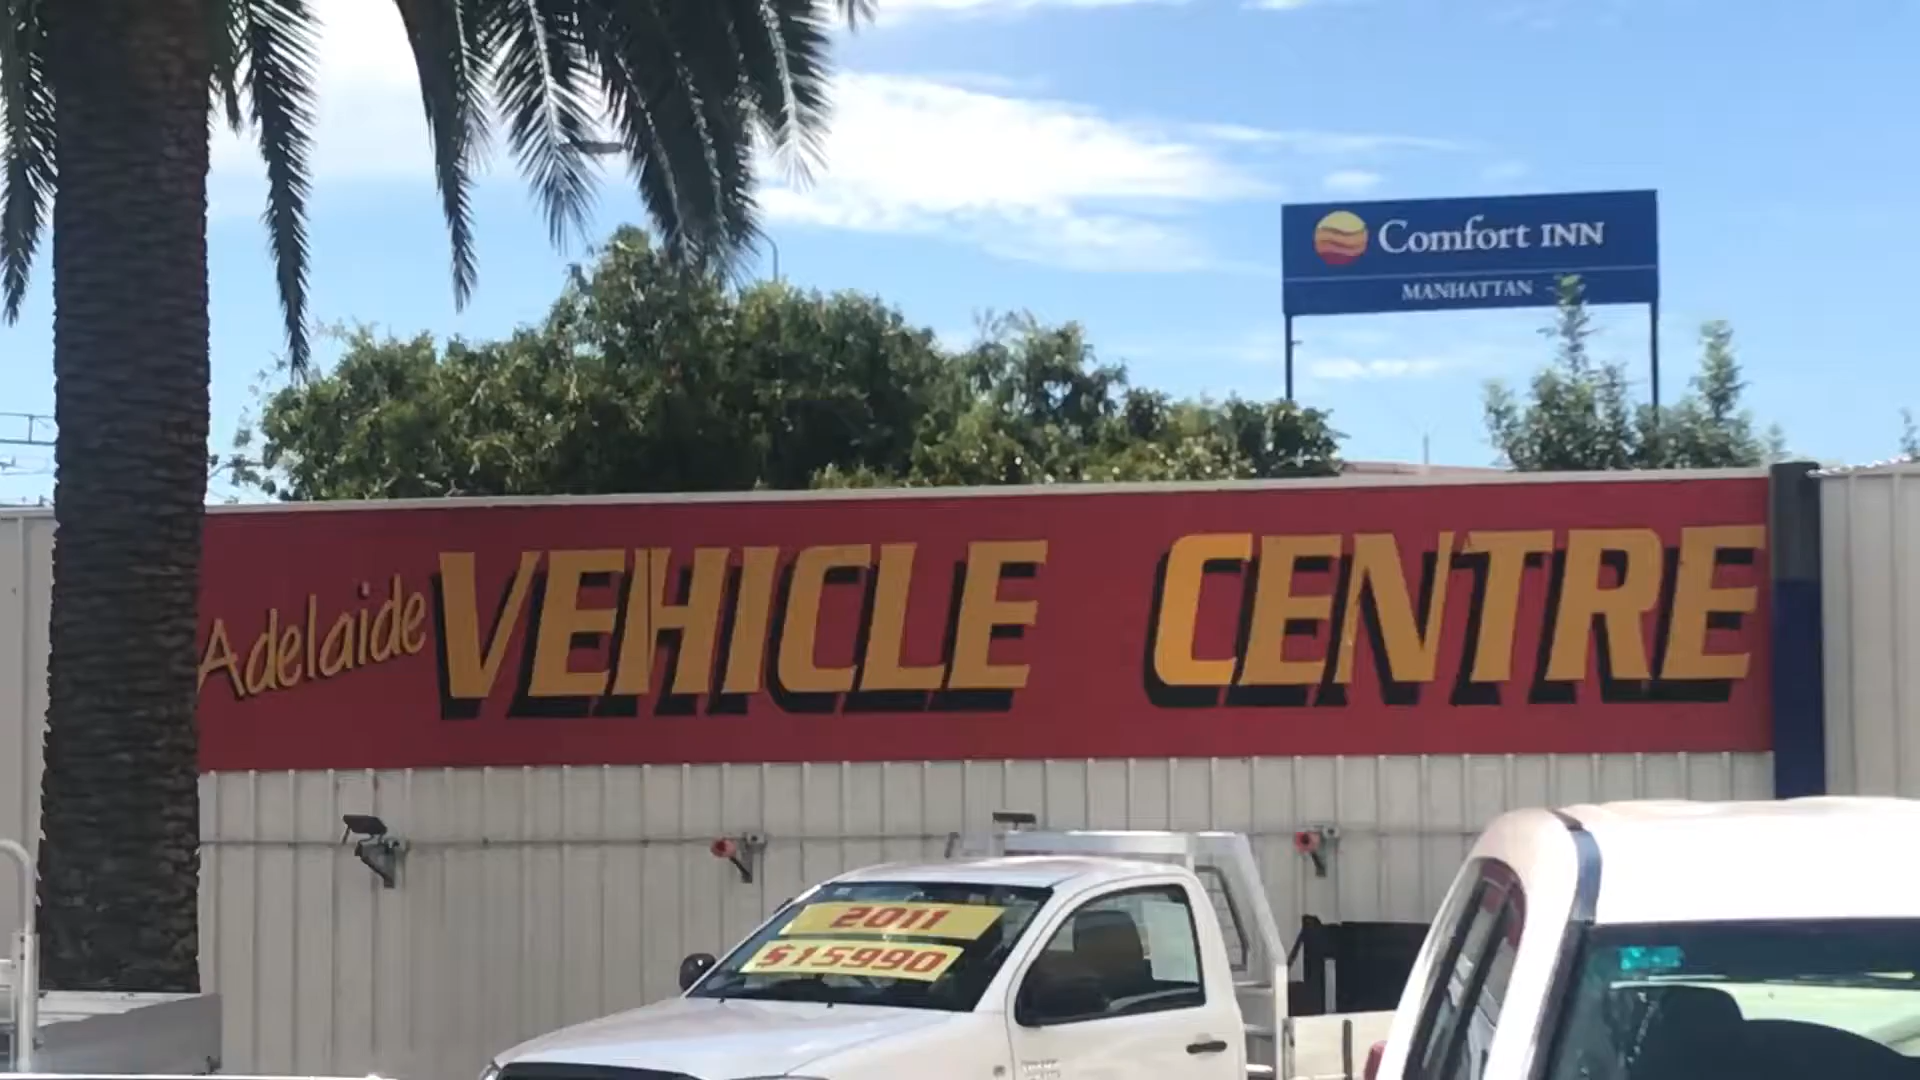 Comfort INN
MANHATTAN
Adelaide VEHICLE CENTRE
2011
$15990